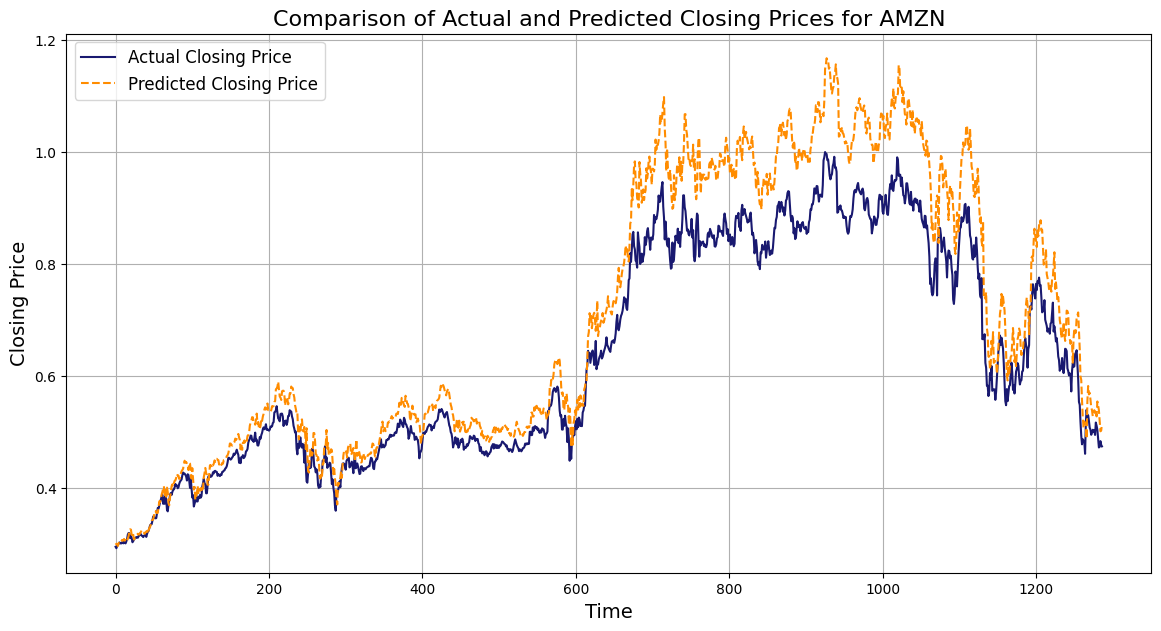 Comparison of Actual and Predicted Closing Prices for AMZN
1.2
Actual Closing Price
Predicted Closing Price
1.0
0.8
0.6
0.4
Closing Price
0 200 400 600 800 1000 1200
Time